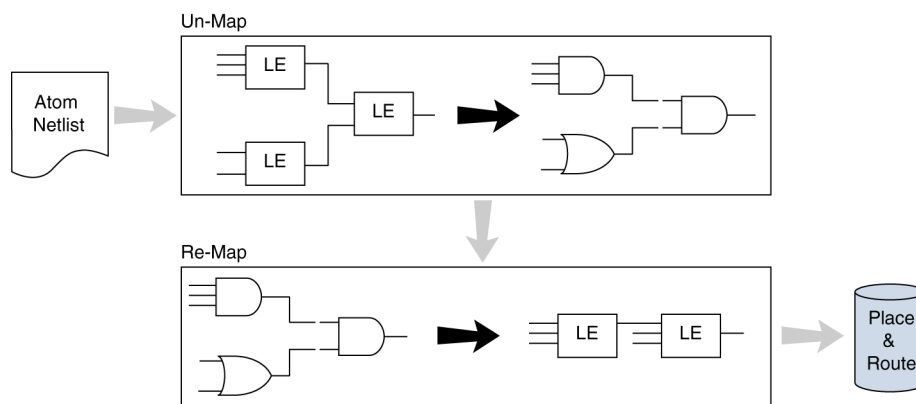 Un-Map
Atom
Netlist
LE
LE
LE
Re-Map
LE
LE
Place
&
Route